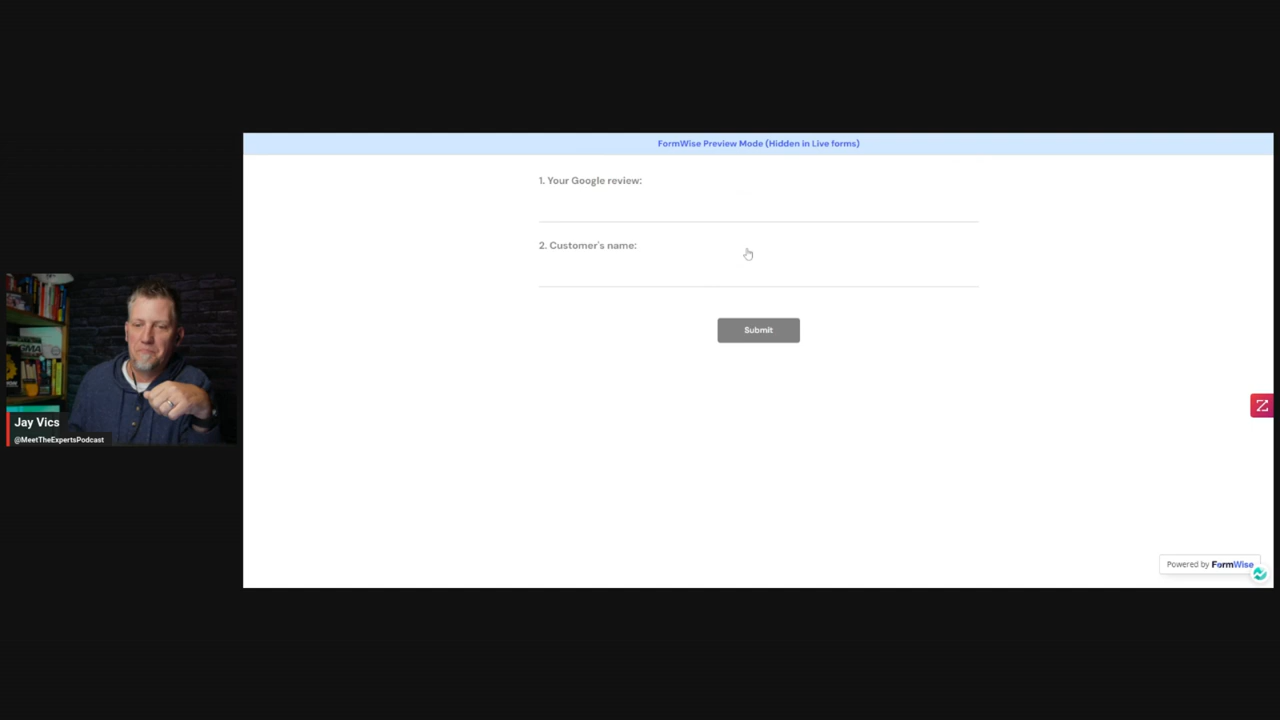 FormWise Preview Mode (Hidden in Live forms)
1. Your Google review:
2. Customer's name:
Submit
Jay Vics
@MeetTheExpertsPodcast
Powered by FormWise